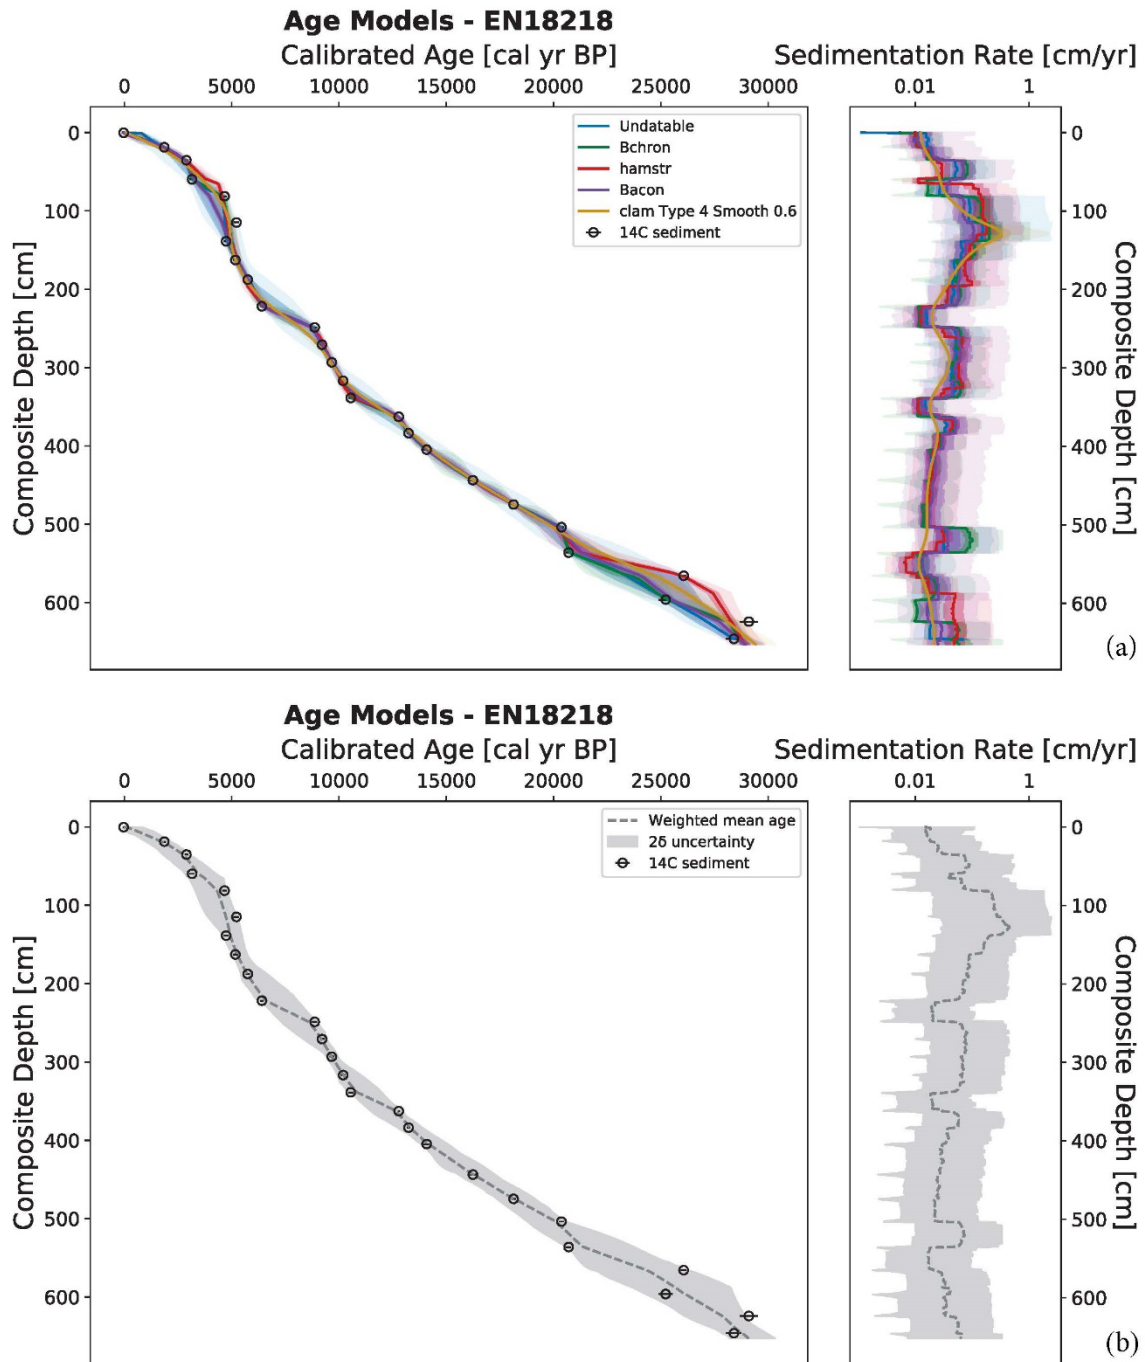 Age Models - EN18218
Calibrated Age [cal yr BP]
Sedimentation Rate [cm/yr]
0 5000 10000 15000 20000 25000 30000
0.01 1
Composite Depth [cm]
0
100
200
300
400
500
600
Undatable
Bchron
hamstr
Bacon
clam Type 4 Smooth 0.6
14C sediment
0
100
200
300
400
500
600
Composite Depth [cm]
(a)
Age Models - EN18218
Calibrated Age [cal yr BP]
Sedimentation Rate [cm/yr]
0 5000 10000 15000 20000 25000 30000
0.01 1
Composite Depth [cm]
0
100
200
300
400
500
600
Weighted mean age
2δ uncertainty
14C sediment
0
100
200
300
400
500
600
Composite Depth [cm]
(b)